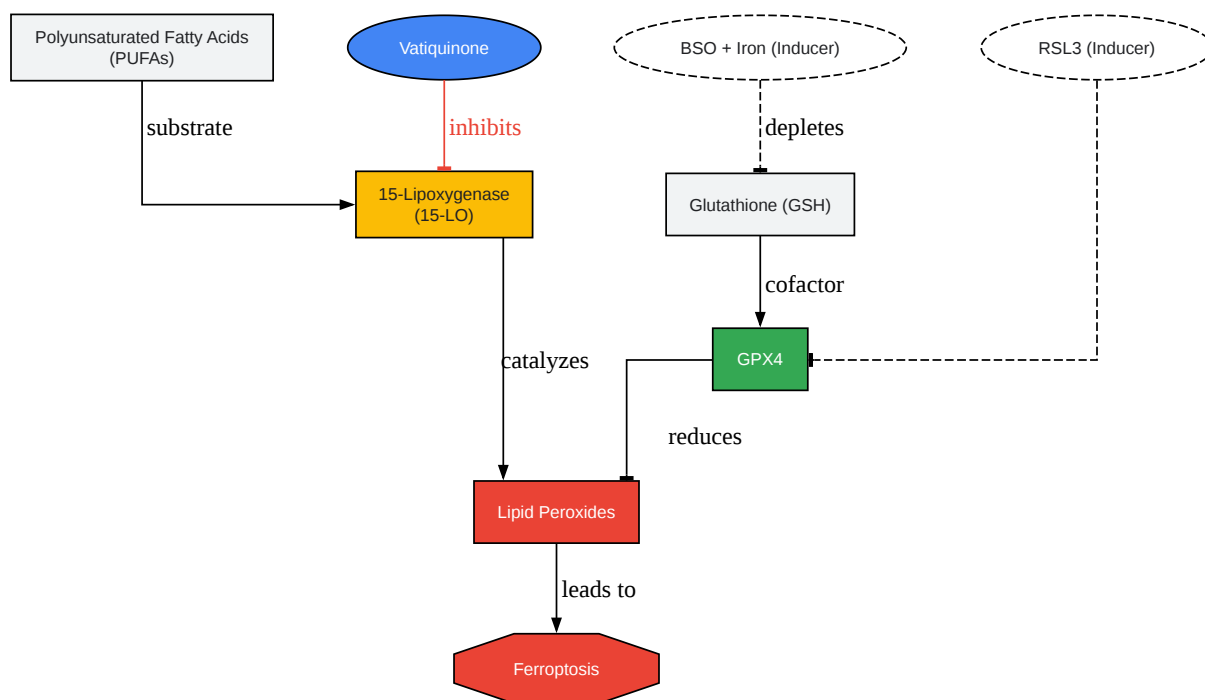 Polyunsaturated Fatty Acids
(PUFAs)
Vatiquinone
BSO + Iron (Inducer)
RSL3 (Inducer)
substrate
inhibits
depletes
15-Lipoxygenase
(15-LO)
Glutathione (GSH)
cofactor
catalyzes
GPX4
reduces
Lipid Peroxides
leads to
Ferroptosis